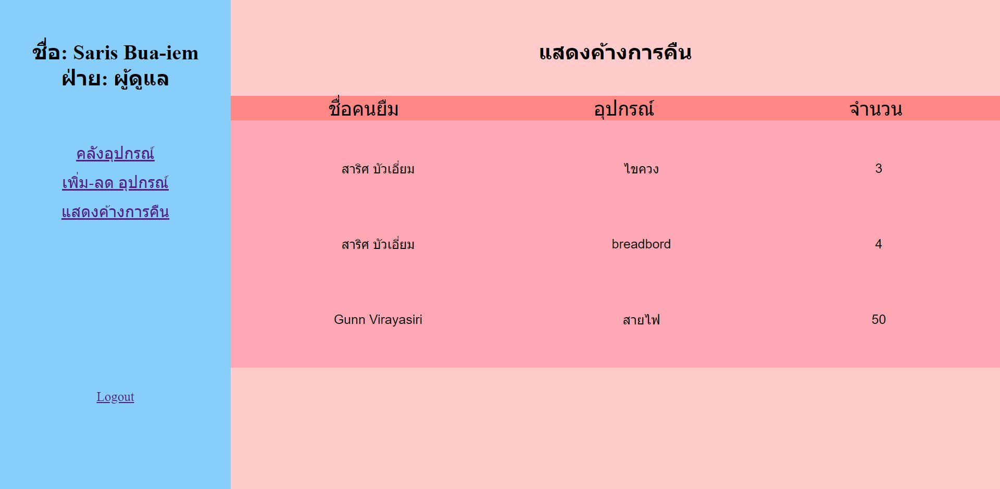 ชื่อ: Saris Bua-iem
ฝ่าย: ผู้ดูแล
คลังอุปกรณ์
เพิ่ม-ลด อุปกรณ์
แสดงค้างการคืน
Logout
แสดงค้างการคืน
ชื่อคนยืม อุปกรณ์ จำนวน
สาริศ บัวเอี่ยม ไขควง 3
สาริศ บัวเอี่ยม breadbord 4
Gunn Virayasiri สายไฟ 50